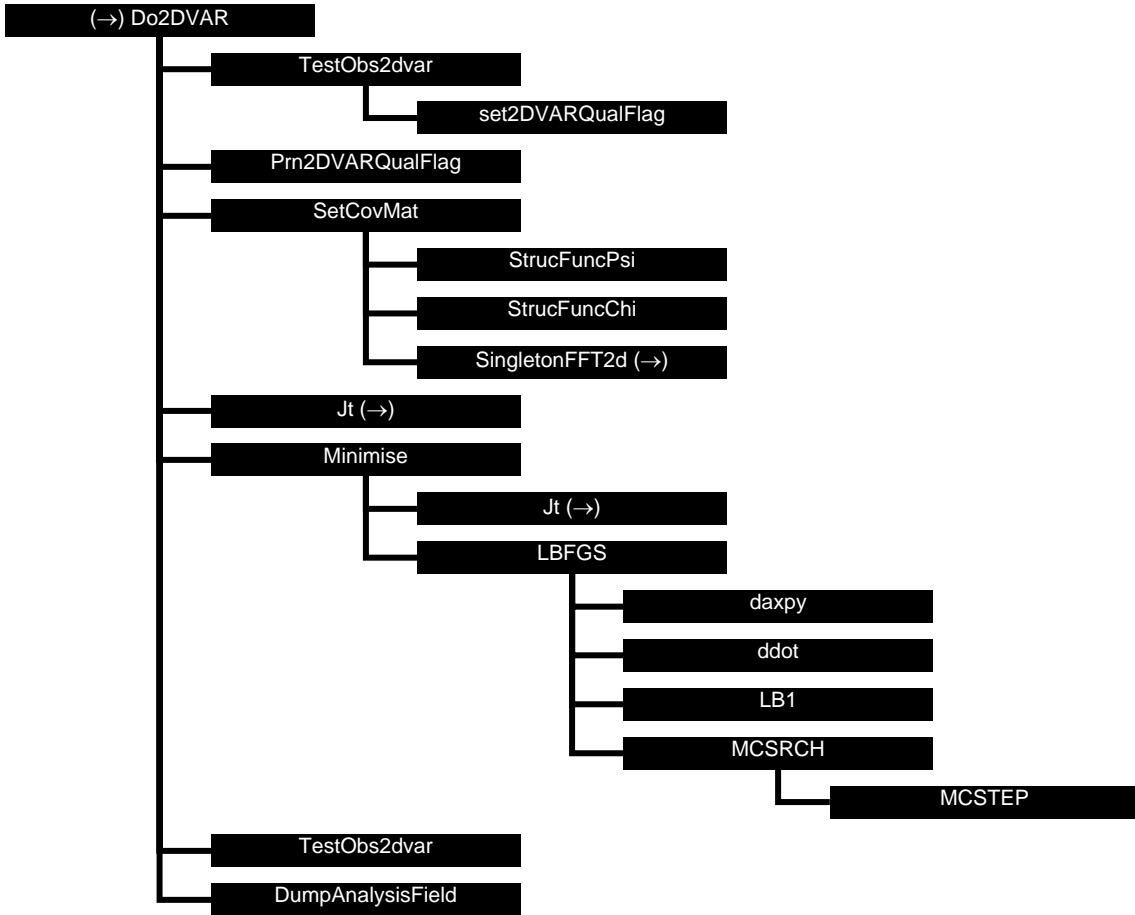 (→) Do2DVAR
TestObs2dvar
set2DVARQualFlag
Prn2DVARQualFlag
SetCovMat
StrucFuncPsi
StrucFuncChi
SingletonFFT2d (→)
Jt (→)
Minimise
Jt (→)
LBFGS
daxpy
ddot
LB1
MCSRCH
MCSTEP
TestObs2dvar
DumpAnalysisField